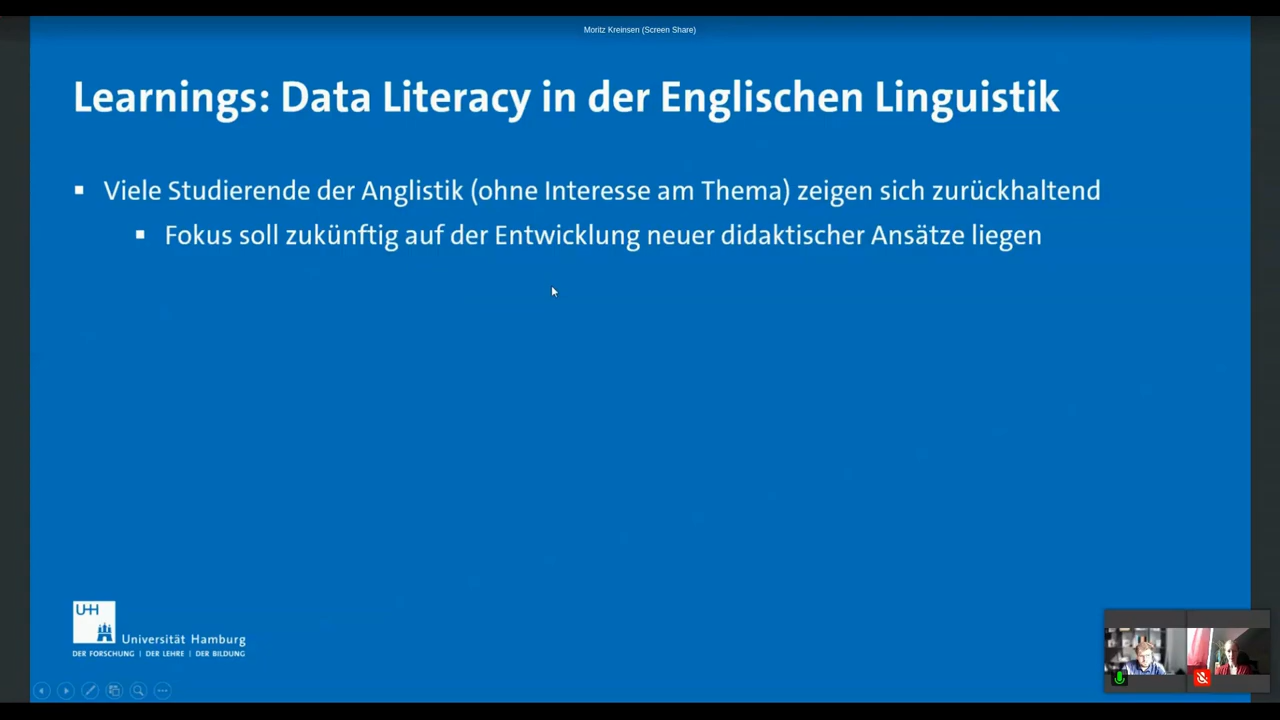 Moritz Kreinsen (Screen Share)
Learnings: Data Literacy in der Englischen Linguistik
Viele Studierende der Anglistik (ohne Interesse am Thema) zeigen sich zurückhaltend
Fokus soll zukünftig auf der Entwicklung neuer didaktischer Ansätze liegen
UHH
Universität Hamburg
DER FORSCHUNG | DER LEHRE | DER BILDUNG